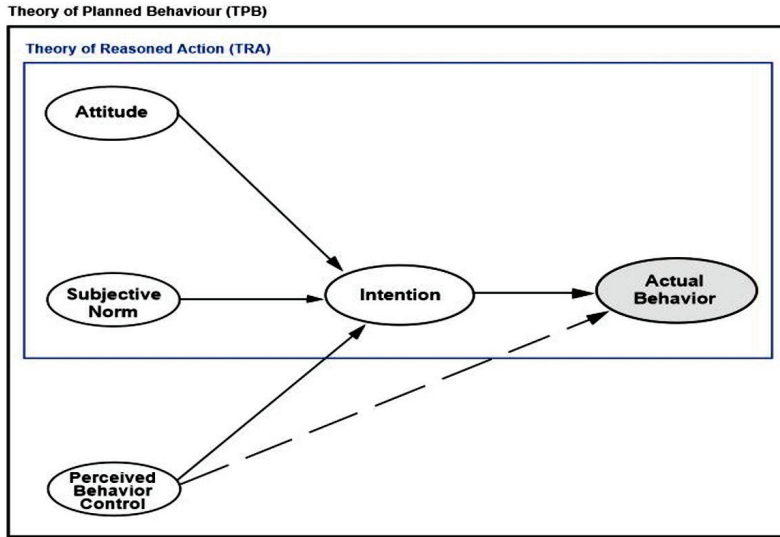 Theory of Planned Behaviour (TPB)
Theory of Reasoned Action (TRA)
Attitude
Subjective
Norm
Intention
Actual
Behavior
Perceived
Behavior
Control